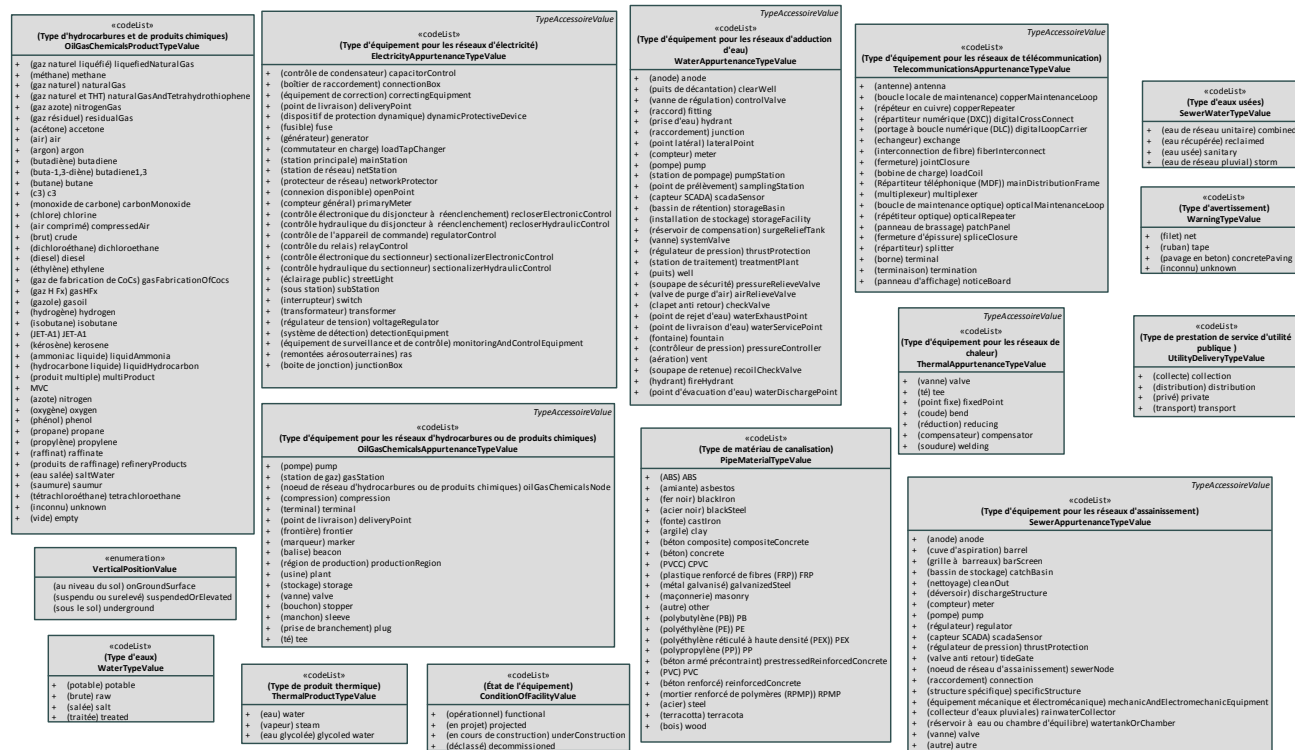 «codeList»
(Type d'hydrocarbures et de produits chimiques)
OilGasChemicalsProductTypeValue
+ (gaz naturel liquéfié) liquefiedNaturalGas
+ (méthane) methane
+ (gaz naturel) naturalGas
+ (gaz naturel et THT) naturalGasAndTetrahydrothiophene
+ (gaz azote) nitrogenGas
+ (gaz résiduel) residualGas
+ (acétone) accetone
+ (air) air
+ (argon) argon
+ (butadiène) butadiene
+ (buta-1,3-diène) butadiene1,3
+ (butane) butane
+ (c3) c3
+ (monoxide de carbone) carbonMonoxide
+ (chlore) chlorine
+ (air comprimé) compressedAir
+ (brut) crude
+ (dichloroéthane) dichloroethane
+ (diesel) diesel
+ (éthylène) ethylene
+ (gaz de fabrication de CoCs) gasFabricationOfCocs
+ (gaz H Fx) gasHFx
+ (gazole) gasoil
+ (hydrogène) hydrogen
+ (isobutane) isobutane
+ (JET-A1) JET-A1
+ (kérosène) kerosene
+ (ammoniac liquide) liquidAmmonia
+ (hydrocarbone liquide) liquidHydrocarbon
+ (produit multiple) multiProduct
+ MVC
+ (azote) nitrogen
+ (oxygène) oxygen
+ (phénol) phenol
+ (propane) propane
+ (propylène) propylene
+ (raffinat) raffinate
+ (produits de raffinage) refineryProducts
+ (eau salée) saltWater
+ (saumure) saumur
+ (tétrachloroéthane) tetrachloroethane
+ (inconnu) unknown
+ (vide) empty
«enumeration»
VerticalPositionValue
(au niveau du sol) onGroundSurface
(suspendu ou surelevé) suspendedOrElevated
(sous le sol) underground
«codeList»
(Type d'eaux)
WaterTypeValue
+ (potable) potable
+ (brute) raw
+ (salée) salt
+ (traitée) treated
TypeAccessoireValue
«codeList»
(Type d'équipement pour les réseaux d'électricité)
ElectricityAppurtenanceTypeValue
+ (contrôle de condensateur) capacitorControl
+ (boîtier de raccordement) connectionBox
+ (équipement de correction) correctingEquipment
+ (point de livraison) deliveryPoint
+ (dispositif de protection dynamique) dynamicProtectiveDevice
+ (fusible) fuse
+ (générateur) generator
+ (commutateur en charge) loadTapChanger
+ (station principale) mainStation
+ (station de réseau) netStation
+ (protecteur de réseau) networkProtector
+ (connexion disponible) openPoint
+ (compteur général) primaryMeter
+ (contrôle électronique du disjoncteur à réenclenchement) recloserElectronicControl
+ (contrôle hydraulique du disjoncteur à réenclenchement) recloserHydraulicControl
+ (contrôle de l'appareil de commande) regulatorControl
+ (contrôle du relais) relayControl
+ (contrôle électronique du sectionneur) sectionalizerElectronicControl
+ (contrôle hydraulique du sectionneur) sectionalizerHydraulicControl
+ (éclairage public) streetLight
+ (sous station) subStation
+ (interrupteur) switch
+ (transformateur) transformer
+ (régulateur de tension) voltageRegulator
+ (système de détection) detectionEquipment
+ (équipement de surveillance et de contrôle) monitoringAndControlEquipment
+ (remontées aérosouterraines) ras
+ (boite de jonction) junctionBox
TypeAccessoireValue
«codeList»
(Type d'équipement pour les réseaux d'hydrocarbures ou de produits chimiques)
OilGasChemicalsAppurtenanceTypeValue
+ (pompe) pump
+ (station de gaz) gasStation
+ (noeud de réseau d'hydrocarbures ou de produits chimiques) oilGasChemicalsNode
+ (compression) compression
+ (terminal) terminal
+ (point de livraison) deliveryPoint
+ (frontière) frontier
+ (marqueur) marker
+ (balise) beacon
+ (région de production) productionRegion
+ (usine) plant
+ (stockage) storage
+ (vanne) valve
+ (bouchon) stopper
+ (manchon) sleeve
+ (prise de branchement) plug
+ (té) tee
«codeList»
(Type de produit thermique)
ThermalProductTypeValue
+ (eau) water
+ (vapeur) steam
+ (eau glycolée) glycoled water
«codeList»
(État de l'équipement)
ConditionOfFacilityValue
+ (opérationnel) functional
+ (en projet) projected
+ (en cours de construction) underConstruction
+ (déclassé) decommissioned
TypeAccessoireValue
«codeList»
(Type d'équipement pour les réseaux d'adduction
d'eau)
WaterAppurtenanceTypeValue
+ (anode) anode
+ (puits de décantation) clearWell
+ (vanne de régulation) controlValve
+ (raccord) fitting
+ (prise d'eau) hydrant
+ (raccordement) junction
+ (point latéral) lateralPoint
+ (compteur) meter
+ (pompe) pump
+ (station de pompage) pumpStation
+ (point de prélèvement) samplingStation
+ (capteur SCADA) scadaSensor
+ (bassin de rétention) storageBasin
+ (installation de stockage) storageFacility
+ (réservoir de compensation) surgeReliefTank
+ (vanne) systemValve
+ (régulateur de pression) thrustProtection
+ (station de traitement) treatmentPlant
+ (puits) well
+ (soupape de sécurité) pressureRelieveValve
+ (valve de purge d'air) airRelieveValve
+ (clapet anti retour) checkValve
+ (point de rejet d'eau) waterExhaustPoint
+ (point de livraison d'eau) waterServicePoint
+ (fontaine) fountain
+ (contrôleur de pression) pressureController
+ (aération) vent
+ (soupape de retenue) recoilCheckValve
+ (hydrant) fireHydrant
+ (point d'évacuation d'eau) waterDischargePoint
«codeList»
(Type de matériau de canalisation)
PipeMaterialTypeValue
+ (ABS) ABS
+ (amiante) asbestos
+ (fer noir) blackIron
+ (acier noir) blackSteel
+ (fonte) castIron
+ (argile) clay
+ (béton composite) compositeConcrete
+ (béton) concrete
+ (PVCC) CPVC
+ (plastique renforcé de fibres (FRP)) FRP
+ (métal galvanisé) galvanizedSteel
+ (maçonnerie) masonry
+ (autre) other
+ (polybutylène (PB)) PB
+ (polyéthylène (PE)) PE
+ (polyéthylène réticulé à haute densité (PEX)) PEX
+ (polypropylène (PP)) PP
+ (béton armé précontraint) prestressedReinforcedConcrete
+ (PVC) PVC
+ (béton renforcé) reinforcedConcrete
+ (mortier renforcé de polymères (RPMP)) RPMP
+ (acier) steel
+ (terracotta) terracota
+ (bois) wood
TypeAccessoireValue
«codeList»
(Type d'équipement pour les réseaux de télécommunication)
TelecommunicationsAppurtenanceTypeValue
+ (antenne) antenna
+ (boucle locale de maintenance) copperMaintenanceLoop
+ (répéteur en cuivre) copperRepeater
+ (répartiteur numérique (DXC)) digitalCrossConnect
+ (portage à boucle numérique (DLC)) digitalLoopCarrier
+ (echangeur) exchange
+ (interconnection de fibre) fiberInterconnect
+ (fermeture) jointClosure
+ (bobine de charge) loadCoil
+ (Répartiteur téléphonique (MDF)) mainDistributionFrame
+ (multiplexeur) multiplexer
+ (boucle de maintenance optique) opticalMaintenanceLoop
+ (répétiteur optique) opticalRepeater
+ (panneau de brassage) patchPanel
+ (fermeture d'épissure) spliceClosure
+ (répartiteur) splitter
+ (borne) terminal
+ (terminaison) termination
+ (panneau d'affichage) noticeBoard
TypeAccessoireValue
«codeList»
(Type d'équipement pour les réseaux de
chaleur)
ThermalAppurtenanceTypeValue
+ (vanne) valve
+ (té) tee
+ (point fixe) fixedPoint
+ (coude) bend
+ (réduction) reducing
+ (compensateur) compensator
+ (soudure) welding
TypeAccessoireValue
«codeList»
(Type d'équipement pour les réseaux d'assainissement)
SewerAppurtenanceTypeValue
+ (anode) anode
+ (cuve d'aspiration) barrel
+ (grille à barreaux) barScreen
+ (bassin de stockage) catchBasin
+ (nettoyage) cleanOut
+ (déversoir) dischargeStructure
+ (compteur) meter
+ (pompe) pump
+ (régulateur) regulator
+ (capteur SCADA) scadaSensor
+ (régulateur de pression) thrustProtection
+ (valve anti retour) tideGate
+ (noeud de réseau d'assainissement) sewerNode
+ (raccordement) connection
+ (structure spécifique) specificStructure
+ (équipement mécanique et électromécanique) mechanicAndElectromechanicEquipment
+ (collecteur d'eaux pluviales) rainwaterCollector
+ (réservoir à eau ou chambre d'équilibre) watertankOrChamber
+ (vanne) valve
+ (autre) autre
«codeList»
(Type d'eaux usées)
SewerWaterTypeValue
+ (eau de réseau unitaire) combined
+ (eau récupérée) reclaimed
+ (eau usée) sanitary
+ (eau de réseau pluvial) storm
«codeList»
(Type d'avertissement)
WarningTypeValue
+ (filet) net
+ (ruban) tape
+ (pavage en beton) concretePaving
+ (inconnu) unknown
«codeList»
(Type de prestation de service d'utilité
publique )
UtilityDeliveryTypeValue
+ (collecte) collection
+ (distribution) distribution
+ (privé) private
+ (transport) transport